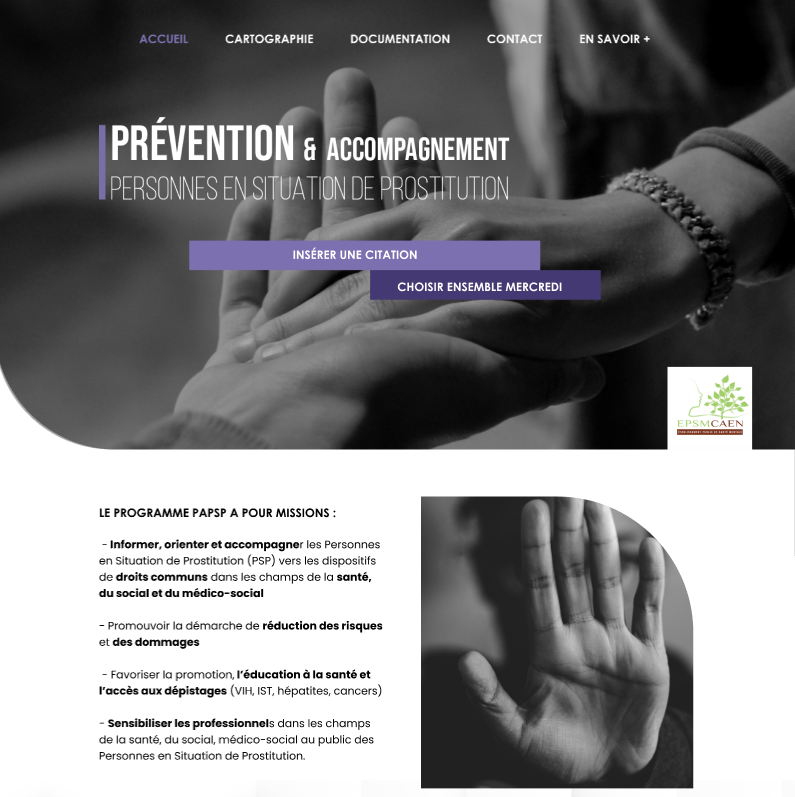 ACCUEIL CARTOGRAPHIE DOCUMENTATION CONTACT EN SAVOIR +
PRÉVENTION & ACCOMPAGNEMENT
PERSONNES EN SITUATION DE PROSTITUTION
INSÉRER UNE CITATION
CHOISIR ENSEMBLE MERCREDI
EPSMCAEN
ETABLISSEMENT PUBLIC DE SANTÉ MENTALE
LE PROGRAMME PAPSP A POUR MISSIONS :
- Informer, orienter et accompagner les Personnes
en Situation de Prostitution (PSP) vers les dispositifs
de droits communs dans les champs de la santé,
du social et du médico-social
- Promouvoir la démarche de réduction des risques
et des dommages
- Favoriser la promotion, l’éducation à la santé et
l’accès aux dépistages (VIH, IST, hépatites, cancers)
- Sensibiliser les professionnels dans les champs
de la santé, du social, médico-social au public des
Personnes en Situation de Prostitution.